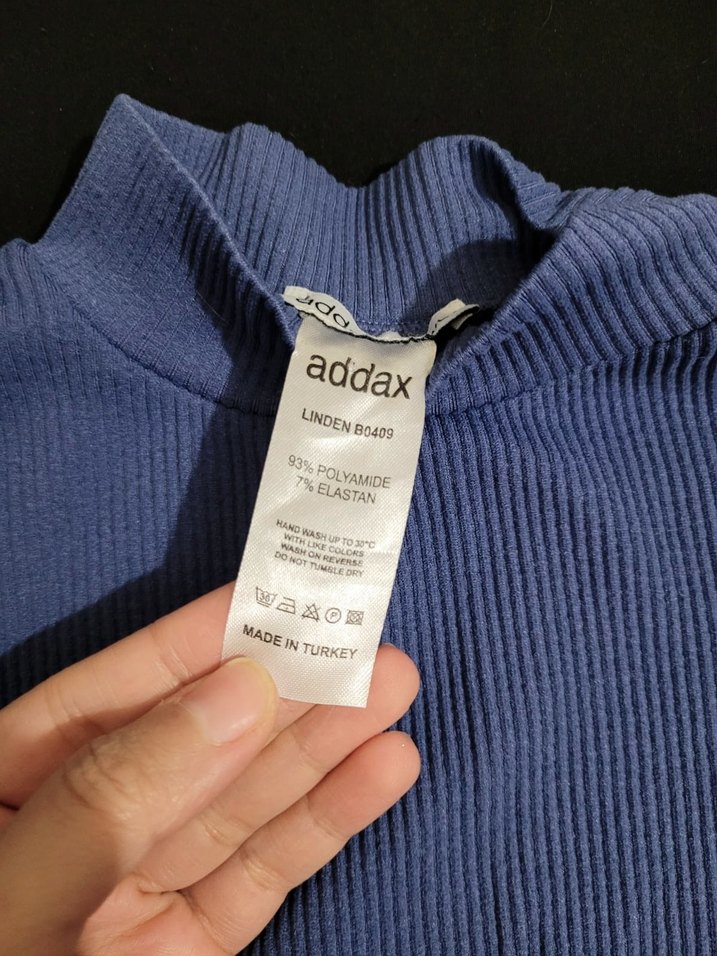 addax
LINDEN B0409
93% POLYAMIDE
7% ELASTAN
HAND WASH UP TO 30°C
WITH LIKE COLORS
WASH ON REVERSE
DO NOT TUMBLE DRY
30 P
MADE IN TURKEY